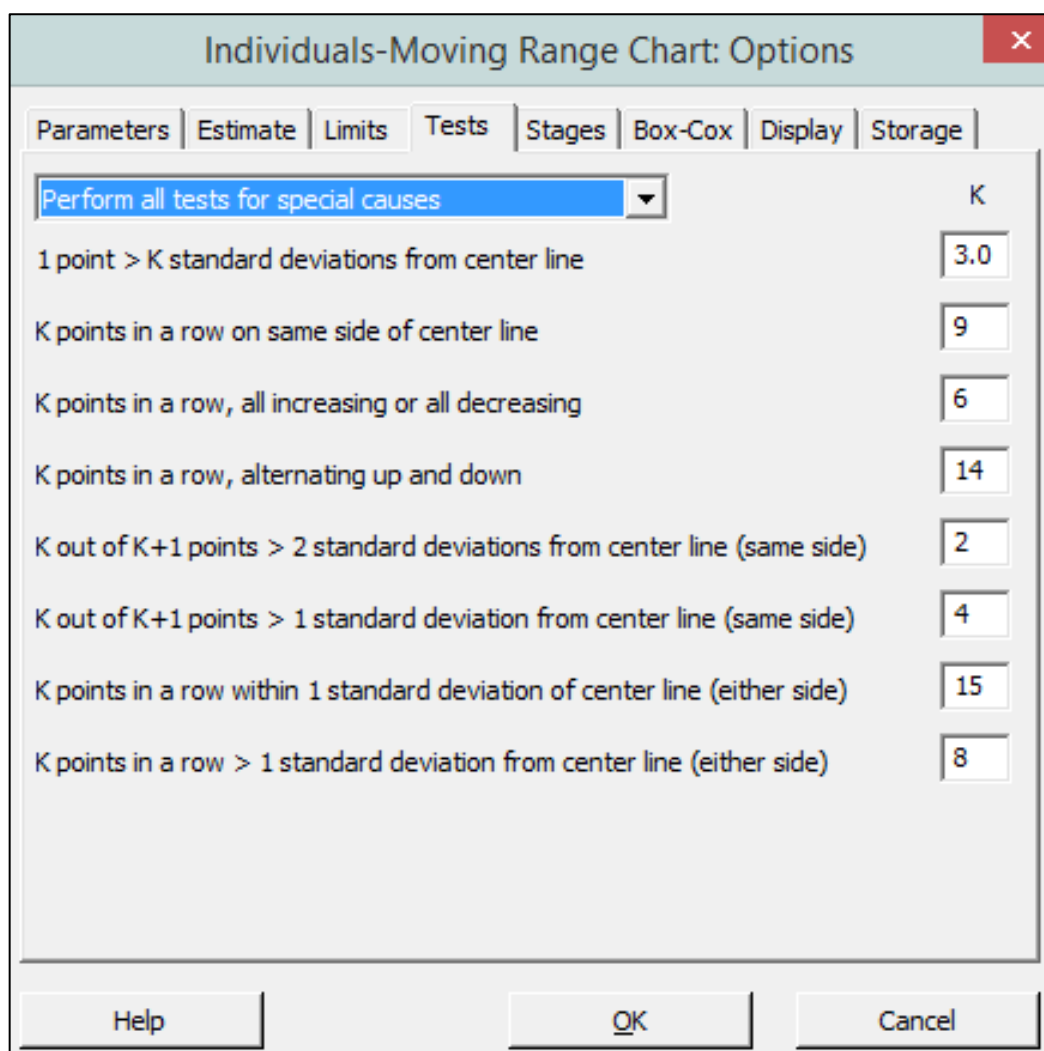 Individuals-Moving Range Chart: Options
Parameters Estimate Limits Tests Stages Box-Cox Display Storage
Perform all tests for special causes K
1 point > K standard deviations from center line 3.0
K points in a row on same side of center line 9
K points in a row, all increasing or all decreasing 6
K points in a row, alternating up and down 14
K out of K+1 points > 2 standard deviations from center line (same side) 2
K out of K+1 points > 1 standard deviation from center line (same side) 4
K points in a row within 1 standard deviation of center line (either side) 15
K points in a row > 1 standard deviation from center line (either side) 8
Help OK Cancel